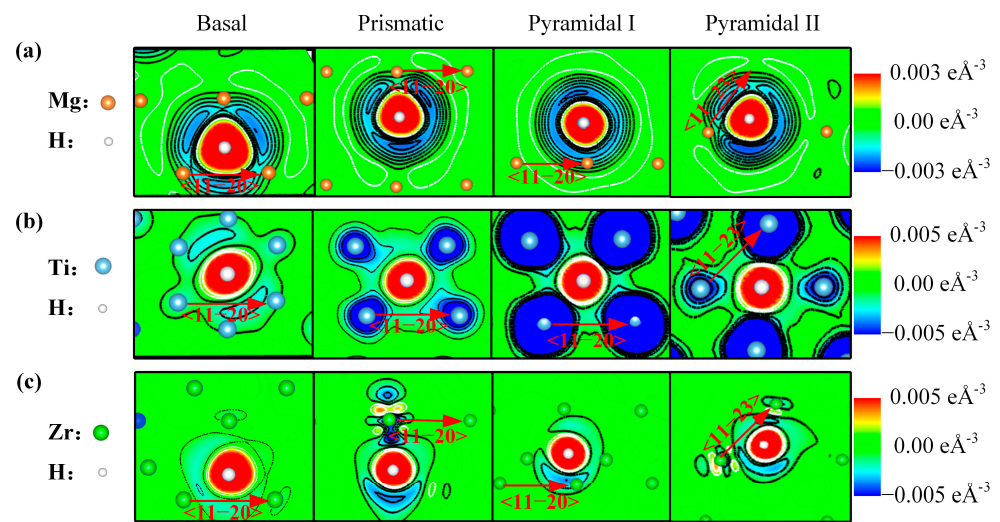 Basal Prismatic Pyramidal I Pyramidal II
(a)
Mg:
H:
<11−20>
<11−20>
<11−20>
<11−23>
0.003 eÅ⁻³
0.00 eÅ⁻³
−0.003 eÅ⁻³
(b)
Ti:
H:
<11−20>
<11−20>
<11−20>
<11−23>
0.005 eÅ⁻³
0.00 eÅ⁻³
−0.005 eÅ⁻³
(c)
Zr:
H:
<11−20>
<11−20>
<11−20>
<11−23>
0.005 eÅ⁻³
0.00 eÅ⁻³
−0.005 eÅ⁻³